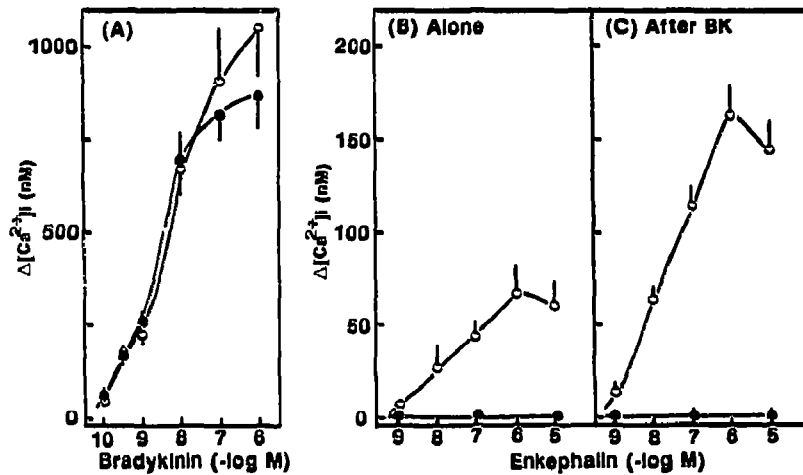 (A)
1000
500
0
Δ[Ca2+]i (nM)
10 9 8 7 6
Bradykinin (-log M)
(B) Alone
200
150
100
50
0
Δ[Ca2+]i (nM)
9 8 7 6 5
(C) After BK
9 8 7 6 5
Enkephalin (-log M)